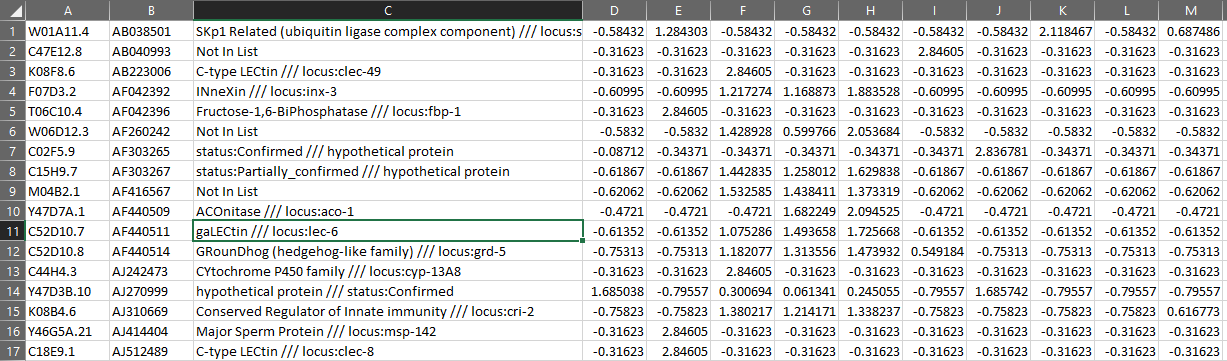 A B C D E F G H I J K L M
1 W01A11.4 AB038501 SKp1 Related (ubiquitin ligase complex component) /// locus:s -0.58432 1.284303 -0.58432 -0.58432 -0.58432 -0.58432 -0.58432 2.118467 -0.58432 0.687486
2 C47E12.8 AB040993 Not In List -0.31623 -0.31623 -0.31623 -0.31623 -0.31623 2.84605 -0.31623 -0.31623 -0.31623 -0.31623
3 K08F8.6 AB223006 C-type LECtin /// locus:clec-49 -0.31623 -0.31623 2.84605 -0.31623 -0.31623 -0.31623 -0.31623 -0.31623 -0.31623 -0.31623
4 F07D3.2 AF042392 INneXin /// locus:inx-3 -0.60995 -0.60995 1.217274 1.168873 1.883528 -0.60995 -0.60995 -0.60995 -0.60995 -0.60995
5 T06C10.4 AF042396 Fructose-1,6-BiPhosphatase /// locus:fbp-1 -0.31623 2.84605 -0.31623 -0.31623 -0.31623 -0.31623 -0.31623 -0.31623 -0.31623 -0.31623
6 W06D12.3 AF260242 Not In List -0.5832 -0.5832 1.428928 0.599766 2.053684 -0.5832 -0.5832 -0.5832 -0.5832 -0.5832
7 C02F5.9 AF303265 status:Confirmed /// hypothetical protein -0.08712 -0.34371 -0.34371 -0.34371 -0.34371 -0.34371 2.836781 -0.34371 -0.34371 -0.34371
8 C15H9.7 AF303267 status:Partially_confirmed /// hypothetical protein -0.61867 -0.61867 1.442835 1.258012 1.629838 -0.61867 -0.61867 -0.61867 -0.61867 -0.61867
9 M04B2.1 AF416567 Not In List -0.62062 -0.62062 1.532585 1.438411 1.373319 -0.62062 -0.62062 -0.62062 -0.62062 -0.62062
10 Y47D7A.1 AF440509 ACOnitase /// locus:aco-1 -0.4721 -0.4721 -0.4721 1.682249 2.094525 -0.4721 -0.4721 -0.4721 -0.4721 -0.4721
11 C52D10.7 AF440511 gaLECtin /// locus:lec-6 -0.61352 -0.61352 1.075286 1.493658 1.725668 -0.61352 -0.61352 -0.61352 -0.61352 -0.61352
12 C52D10.8 AF440514 GRounDhog (hedgehog-like family) /// locus:grd-5 -0.75313 -0.75313 1.182077 1.313556 1.473932 0.549184 -0.75313 -0.75313 -0.75313 -0.75313
13 C44H4.3 AJ242473 CYtochrome P450 family /// locus:cyp-13A8 -0.31623 -0.31623 2.84605 -0.31623 -0.31623 -0.31623 -0.31623 -0.31623 -0.31623 -0.31623
14 Y47D3B.10 AJ270999 hypothetical protein /// status:Confirmed 1.685038 -0.79557 0.300694 0.061341 0.245055 -0.79557 1.685742 -0.79557 -0.79557 -0.79557
15 K08B4.6 AJ310669 Conserved Regulator of Innate immunity /// locus:cri-2 -0.75823 -0.75823 1.380217 1.214171 1.338237 -0.75823 -0.75823 -0.75823 -0.75823 0.616773
16 Y46G5A.21 AJ414404 Major Sperm Protein /// locus:msp-142 -0.31623 2.84605 -0.31623 -0.31623 -0.31623 -0.31623 -0.31623 -0.31623 -0.31623 -0.31623
17 C18E9.1 AJ512489 C-type LECtin /// locus:clec-8 -0.31623 2.84605 -0.31623 -0.31623 -0.31623 -0.31623 -0.31623 -0.31623 -0.31623 -0.31623